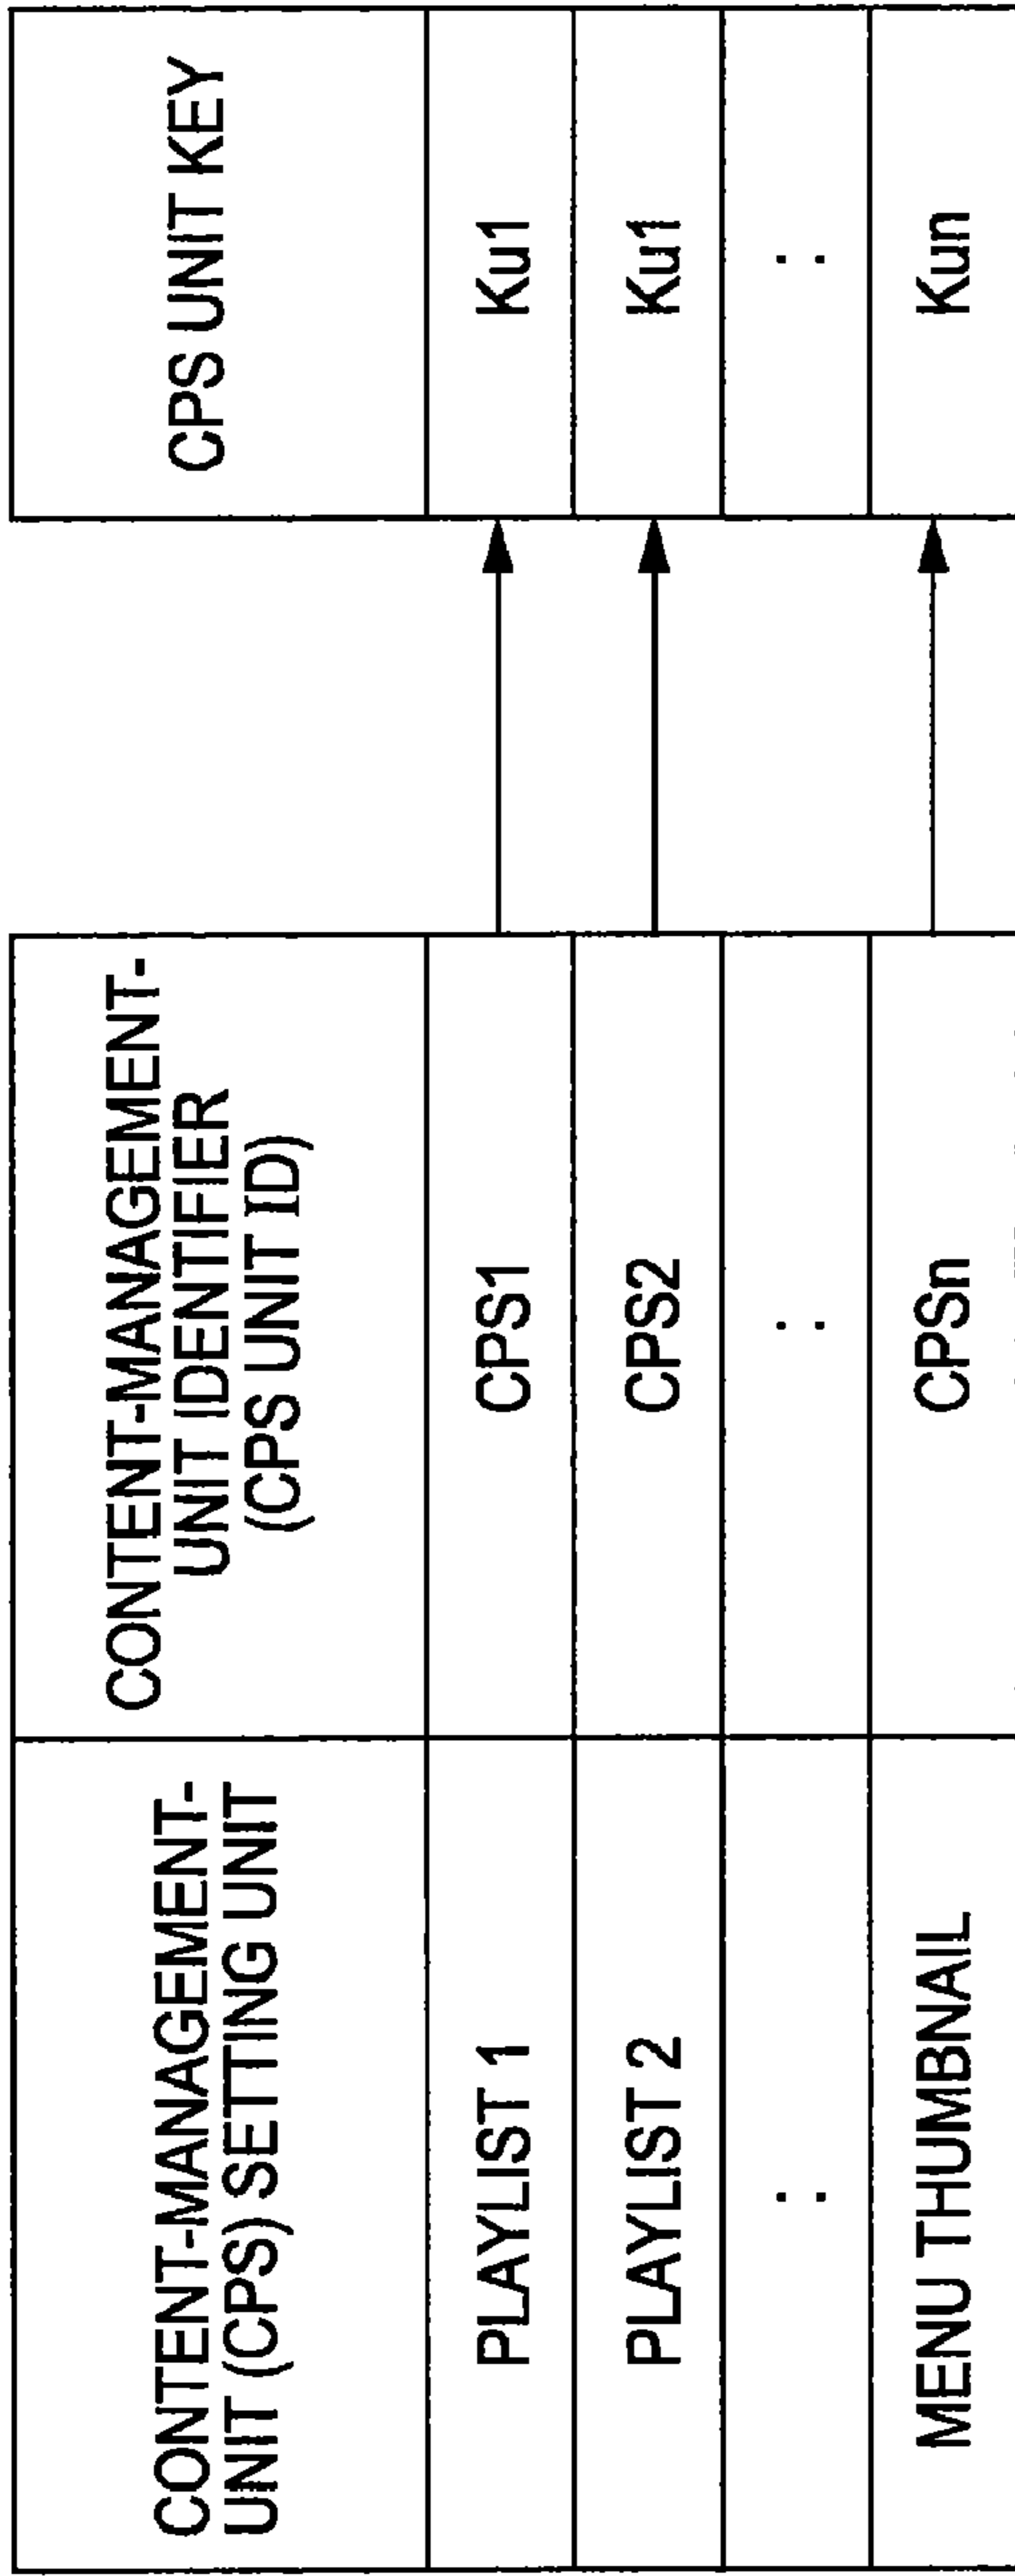 CONTENT-MANAGEMENT-
UNIT (CPS) SETTING UNIT
CONTENT-MANAGEMENT-
UNIT IDENTIFIER
(CPS UNIT ID)
CPS UNIT KEY
PLAYLIST 1
CPS1
Ku1
PLAYLIST 2
CPS2
Ku1
:
:
:
MENU THUMBNAIL
CPSn
Kun